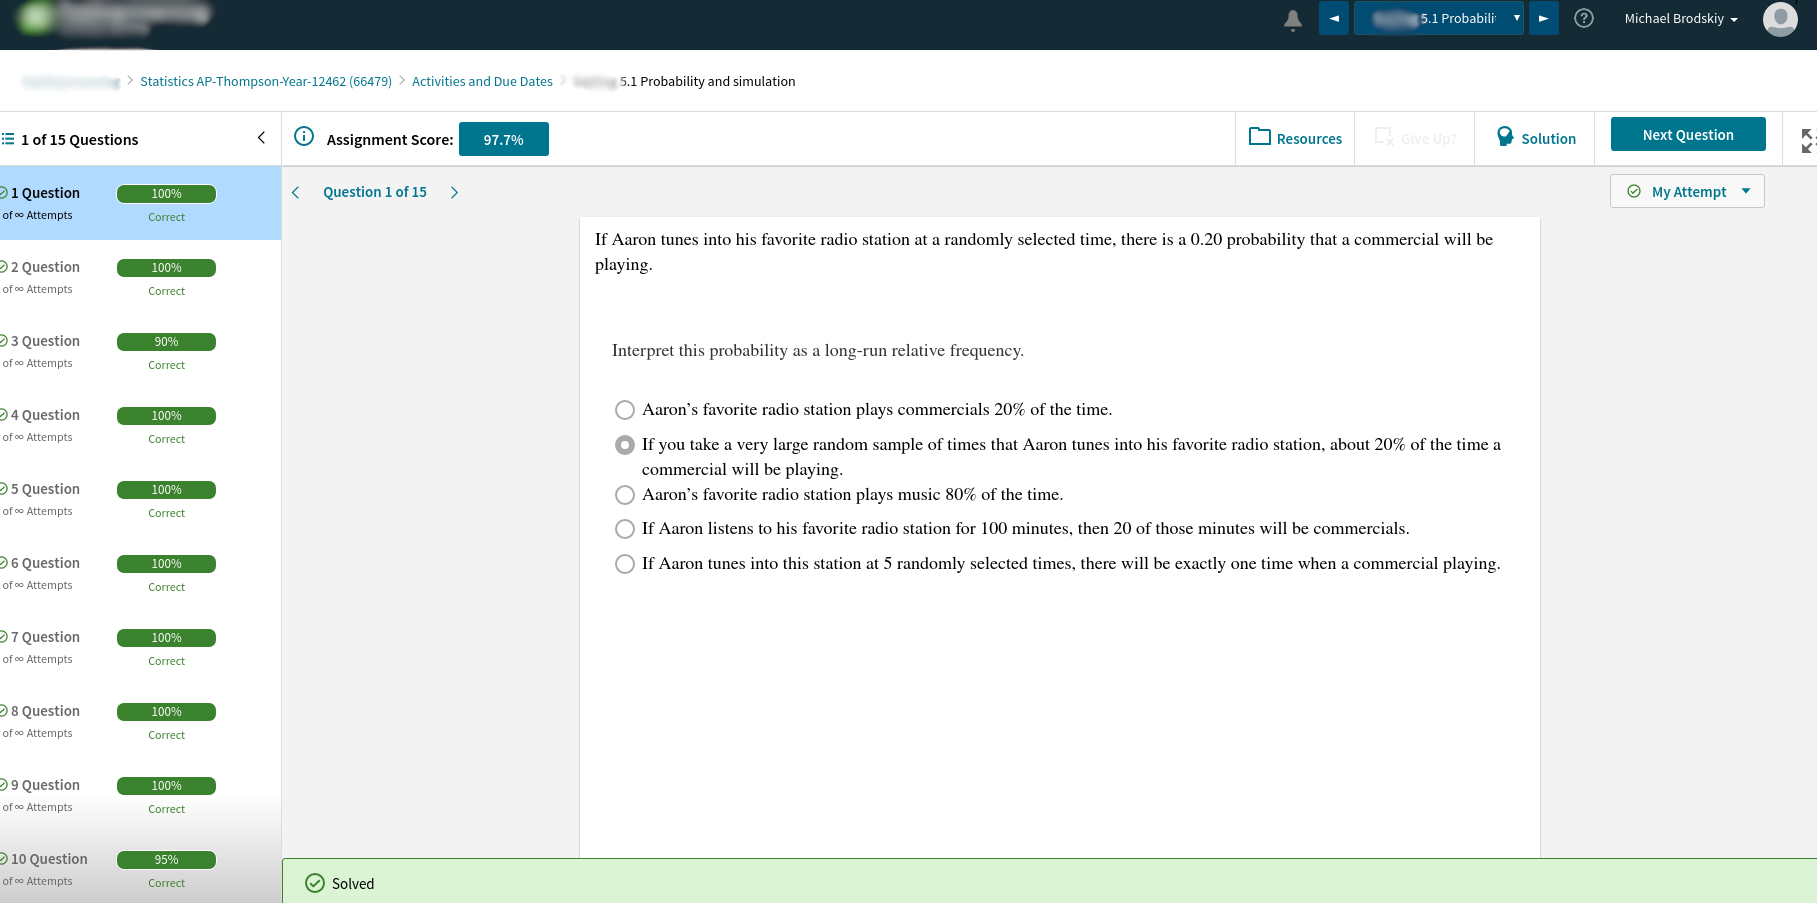 5.1 Probabili
Michael Brodskiy
Statistics AP-Thompson-Year-12462 (66479)
Activities and Due Dates
5.1 Probability and simulation
1 of 15 Questions
Assignment Score:
97.7%
Resources
Give Up?
Solution
Next Question
1 Question
100%
of ∞ Attempts
Correct
2 Question
100%
of ∞ Attempts
Correct
3 Question
90%
of ∞ Attempts
Correct
4 Question
100%
of ∞ Attempts
Correct
5 Question
100%
of ∞ Attempts
Correct
6 Question
100%
of ∞ Attempts
Correct
7 Question
100%
of ∞ Attempts
Correct
8 Question
100%
of ∞ Attempts
Correct
9 Question
100%
of ∞ Attempts
Correct
10 Question
95%
of ∞ Attempts
Correct
Question 1 of 15
My Attempt
If Aaron tunes into his favorite radio station at a randomly selected time, there is a 0.20 probability that a commercial will be
playing.
Interpret this probability as a long-run relative frequency.
Aaron’s favorite radio station plays commercials 20% of the time.
If you take a very large random sample of times that Aaron tunes into his favorite radio station, about 20% of the time a
commercial will be playing.
Aaron’s favorite radio station plays music 80% of the time.
If Aaron listens to his favorite radio station for 100 minutes, then 20 of those minutes will be commercials.
If Aaron tunes into this station at 5 randomly selected times, there will be exactly one time when a commercial playing.
Solved